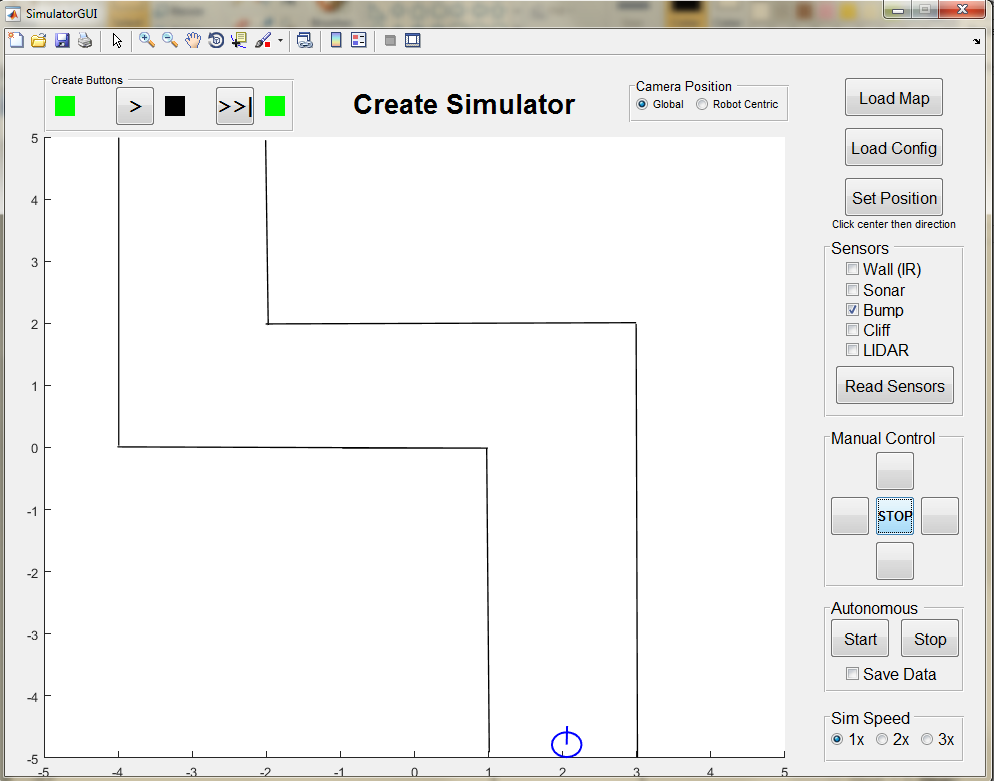 SimulatorGUI
Create Buttons
>
>>|
Create Simulator
Camera Position
Global
Robot Centric
Load Map
Load Config
Set Position
Click center then direction
Sensors
Wall (IR)
Sonar
Bump
Cliff
LIDAR
Read Sensors
Manual Control
STOP
Autonomous
Start Stop
Save Data
Sim Speed
1x 2x 3x
5
4
3
2
1
0
-1
-2
-3
-4
-5
-5 -4 -3 -2 -1 0 1 2 3 4 5